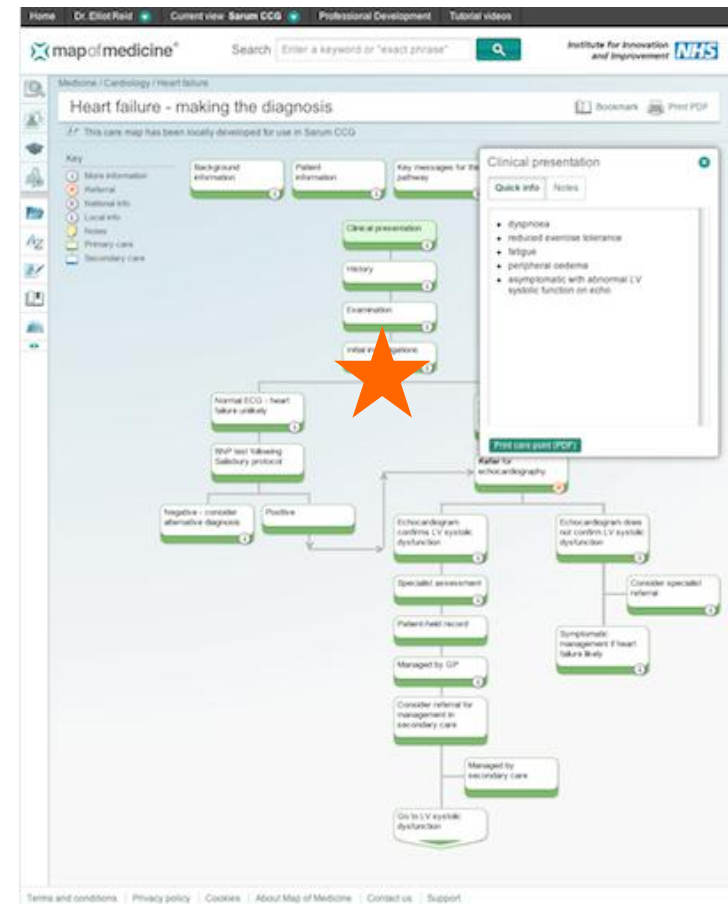 Home Dr. Elliot Reid Current view Sarum CCG Professional Development Tutorial videos
mapofmedicine®
Search Enter a keyword or "exact phrase"
Institute for Innovation
and Improvement
NHS
Medicine / Cardiology / Heart failure
Heart failure - making the diagnosis
Bookmark Print PDF
This care map has been locally developed for use in Sarum CCG
Key
More information
Referral
National info
Local info
Notes
Primary care
Secondary care
Background
information
Patient
information
Key messages for the
pathway
Clinical presentation
Quick info Notes
• dyspnoea
• reduced exercise tolerance
• fatigue
• peripheral oedema
• asymptomatic with abnormal LV
systolic function on echo
Print care point (PDF)
Clinical presentation
History
Examination
Initial
Normal ECG - heart
failure unlikely
BNP test following
Salisbury protocol
Negative - consider
alternative diagnosis
Positive
Refer for
echocardiography
Echocardiogram
confirms LV systolic
dysfunction
Echocardiogram does
not confirm LV systolic
dysfunction
Specialist assessment
Consider specialist
referral
Patient-held record
Symptomatic
management if heart
failure likely
Managed by GP
Consider referral for
management in
secondary care
Managed by
secondary care
Go to LV systolic
dysfunction
Terms and conditions Privacy policy Cookies About Map of Medicine Contact us Support